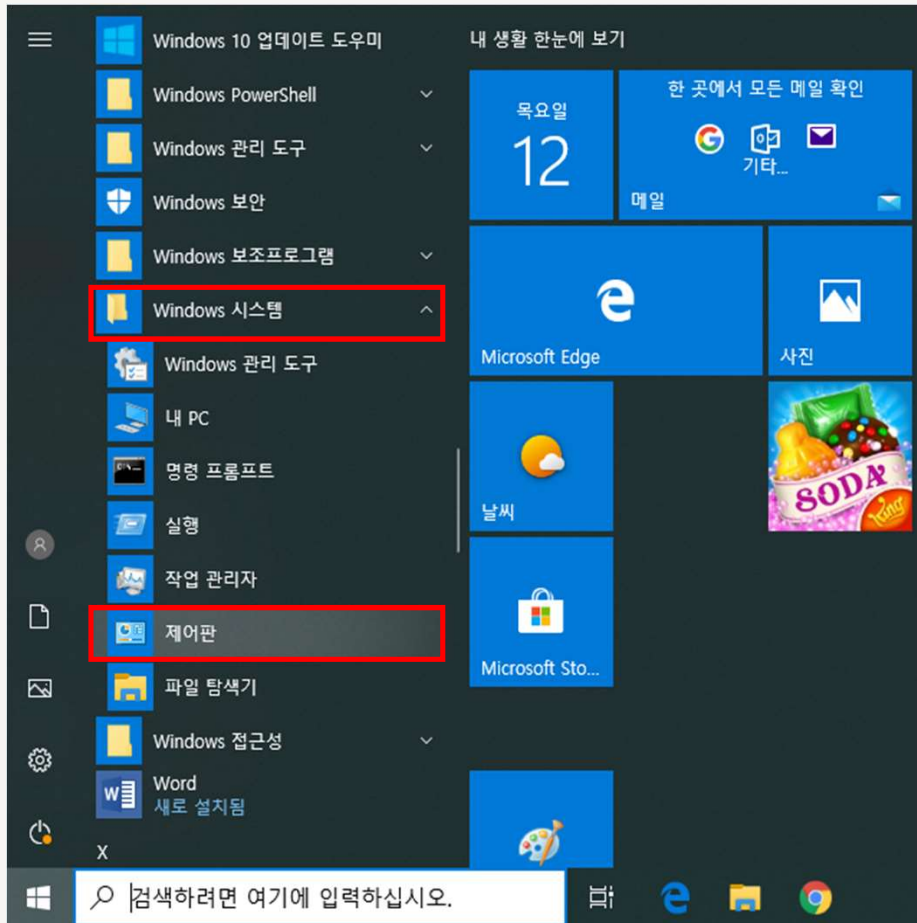 Windows 10 업데이트 도우미
Windows PowerShell
Windows 관리 도구
Windows 보안
Windows 보조프로그램
Windows 시스템
Windows 관리 도구
내 PC
명령 프롬프트
실행
작업 관리자
제어판
파일 탐색기
Windows 접근성
Word
새로 설치됨
X
내 생활 한눈에 보기
목요일
12
한 곳에서 모든 메일 확인
기타...
메일
Microsoft Edge
사진
날씨
SODA
King
Microsoft Sto...
검색하려면 여기에 입력하십시오.